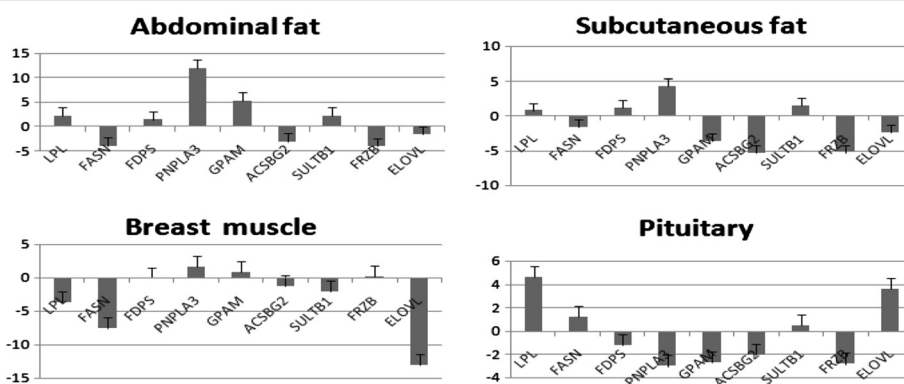 Abdominal fat
15
10
5
0
-5
LPL
FASN
FDPS
PNPLA3
GPAM
ACSBG2
SULTB1
FRZB
ELOVL
Subcutaneous fat
10
5
0
-5
-10
LPL
FASN
FDPS
PNPLA3
GPAM
ACSBG2
SULTB1
FRZB
ELOVL
Breast muscle
5
0
-5
-10
-15
LPL
FASN
FDPS
PNPLA3
GPAM
ACSBG2
SULTB1
FRZB
ELOVL
Pituitary
6
4
2
0
-2
-4
LPL
FASN
FDPS
PNPLA3
GPAM
ACSBG2
SULTB1
FRZB
ELOVL